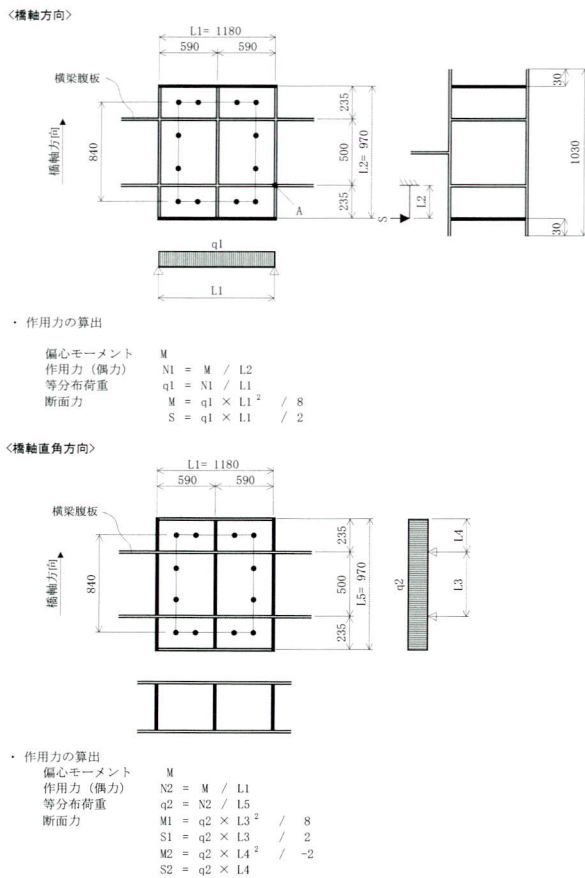 <橋軸方向>
L1= 1180
590 590
横梁腹板
橋軸方向
840
235
500
235
L2= 970
A
S
L2
30
1030
30
q1
L1
・ 作用力の算出
偏心モーメント M
作用力（偶力） N1 = M / L2
等分布荷重 q1 = N1 / L1
断面力 M = q1 × L1² / 8
S = q1 × L1 / 2
<橋軸直角方向>
L1= 1180
590 590
横梁腹板
橋軸方向
840
235
500
235
L5= 970
q2
L4
L3
・ 作用力の算出
偏心モーメント M
作用力（偶力） N2 = M / L1
等分布荷重 q2 = N2 / L5
断面力 M1 = q2 × L3² / 8
S1 = q2 × L3 / 2
M2 = q2 × L4² / -2
S2 = q2 × L4